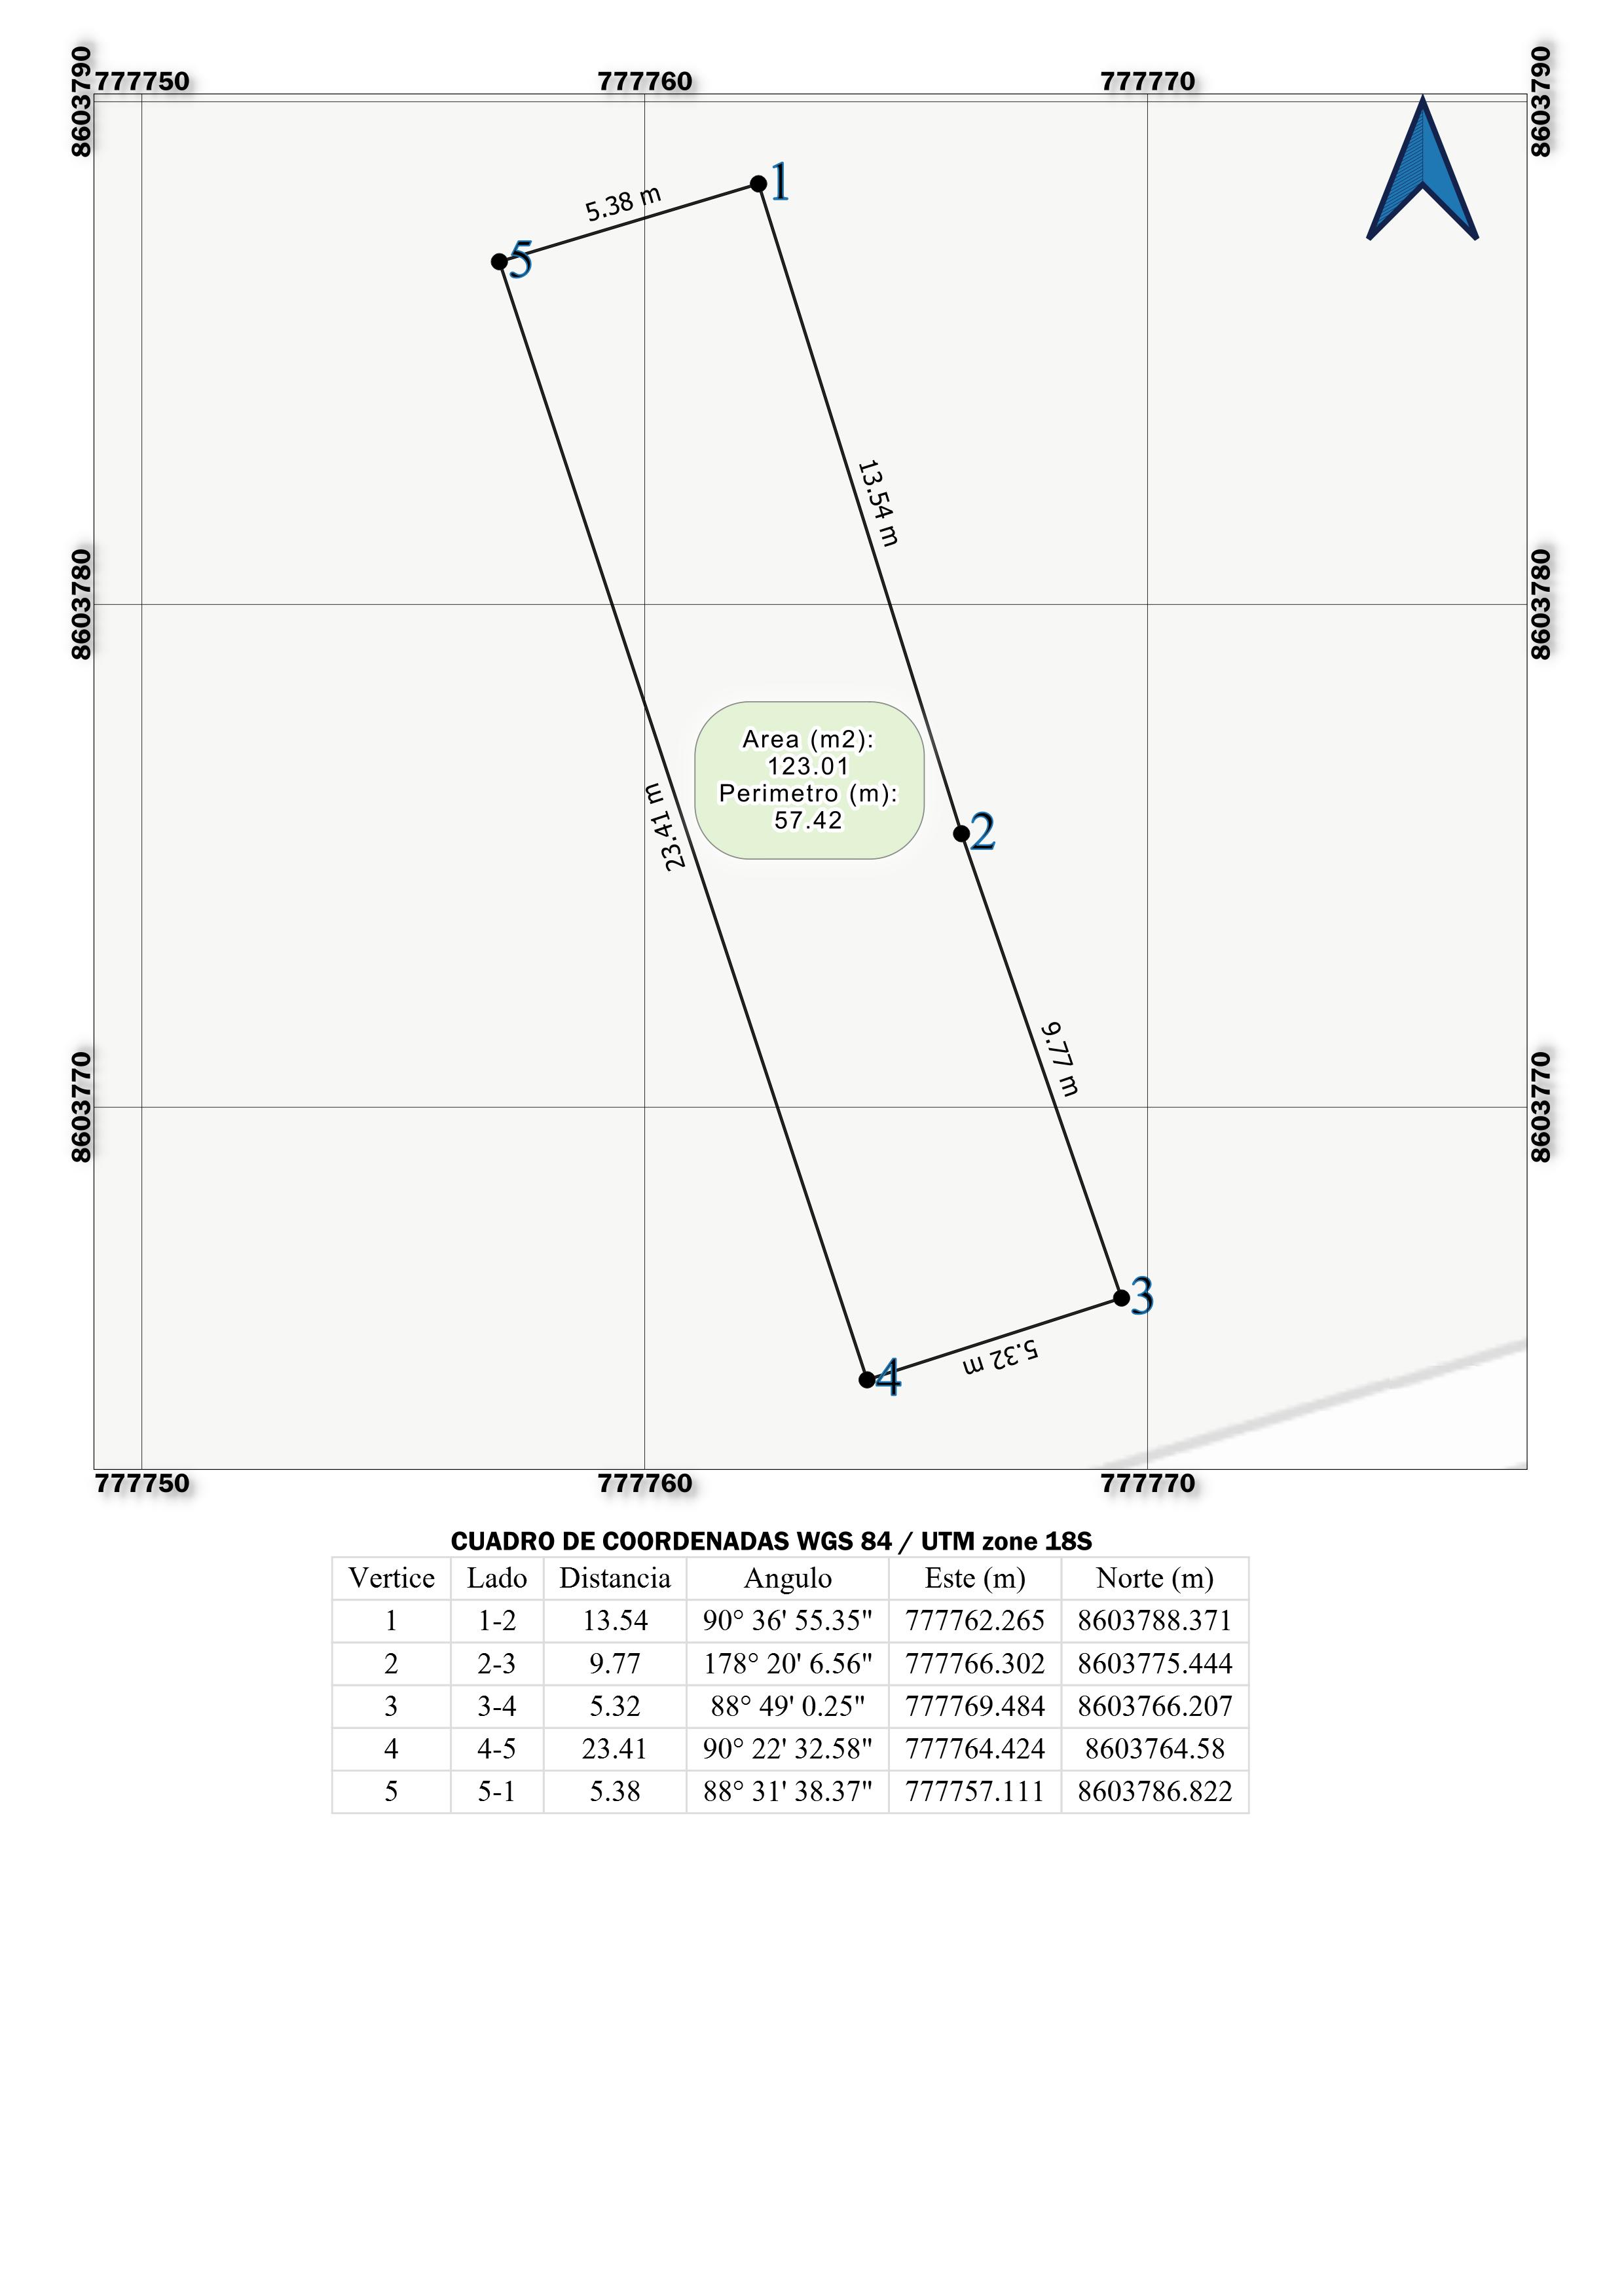 777750 777760 777770
8603790 8603790
1
5.38 m
5
13.54 m
8603780 8603780
Area (m2):
123.01
Perimetro (m):
57.42
23.41 m
2
9.77 m
8603770 8603770
3
5.32 m
4
777750 777760 777770
CUADRO DE COORDENADAS WGS 84 / UTM zone 18S
Vertice Lado Distancia Angulo Este (m) Norte (m)
1 1-2 13.54 90° 36' 55.35" 777762.265 8603788.371
2 2-3 9.77 178° 20' 6.56" 777766.302 8603775.444
3 3-4 5.32 88° 49' 0.25" 777769.484 8603766.207
4 4-5 23.41 90° 22' 32.58" 777764.424 8603764.58
5 5-1 5.38 88° 31' 38.37" 777757.111 8603786.822